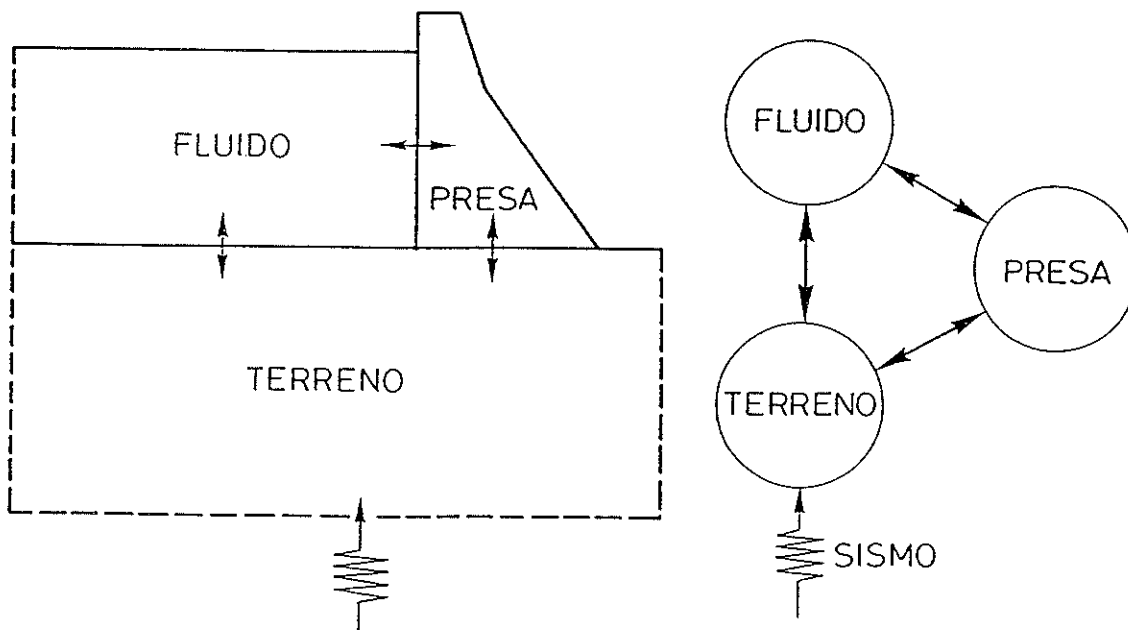 FLUIDO
PRESA
TERRENO
FLUIDO
PRESA
TERRENO
SISMO